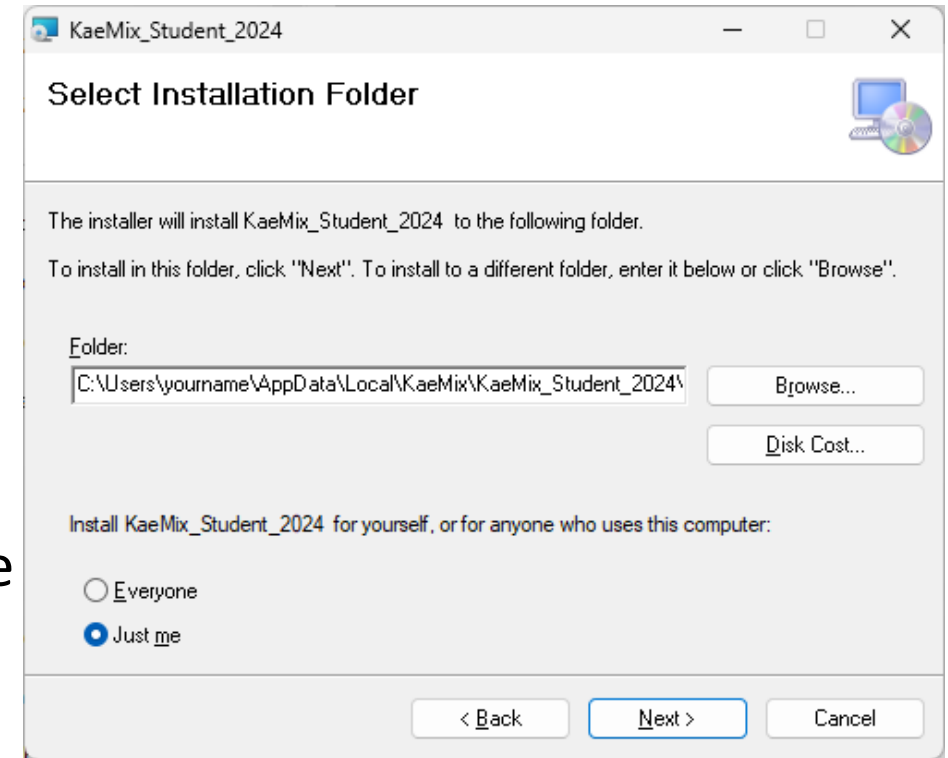 KaeMix_Student_2024
Select Installation Folder
The installer will install KaeMix_Student_2024 to the following folder.
To install in this folder, click "Next". To install to a different folder, enter it below or click "Browse".
Folder:
C:\Users\yourname\AppData\Local\KaeMix\KaeMix_Student_2024\
Browse...
Disk Cost...
Install KaeMix_Student_2024 for yourself, or for anyone who uses this computer:
e
Everyone
Just me
< Back
Next >
Cancel